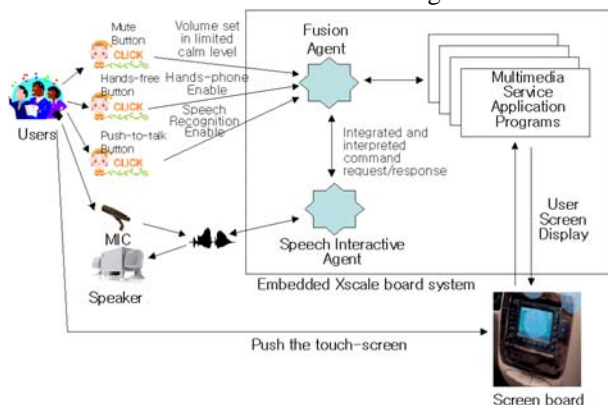 Mute
Button
CLICK
Volume set
in limited
calm level
Hands-free
Button
CLICK
Hands-phone
Enable
Speech
Recognition
Enable
Push-to-talk
Button
CLICK
Users
MIC
Speaker
Fusion
Agent
Integrated and
interpreted
command
request/response
Speech Interactive
Agent
Embedded Xscale board system
Multimedia
Service
Application
Programs
User
Screen
Display
Push the touch-screen
Screen board